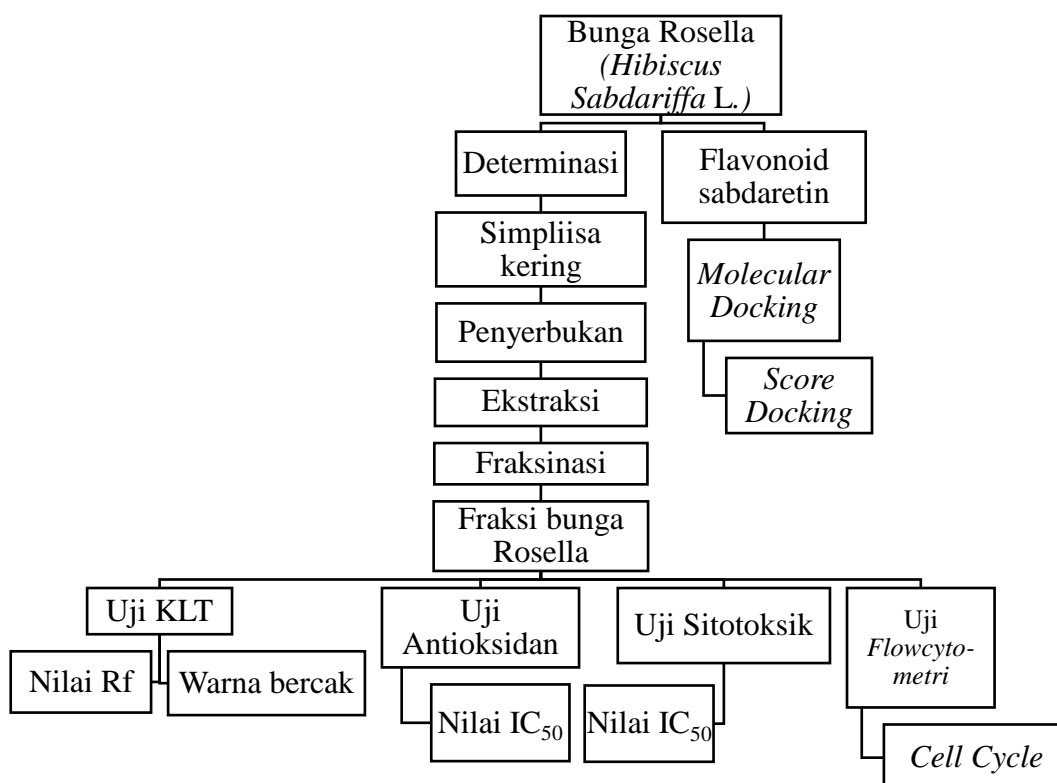 Bunga Rosella
(Hibiscus
Sabdariffa L.)
Determinasi
Flavonoid
sabdaretin
Simpliisa
kering
Molecular
Docking
Penyerbukan
Score
Docking
Ekstraksi
Fraksinasi
Fraksi bunga
Rosella
Uji KLT
Uji
Antioksidan
Uji Sitotoksik
Uji
Flowcyto-
metri
Nilai Rf
Warna bercak
Nilai IC₅₀
Nilai IC₅₀
Cell Cycle